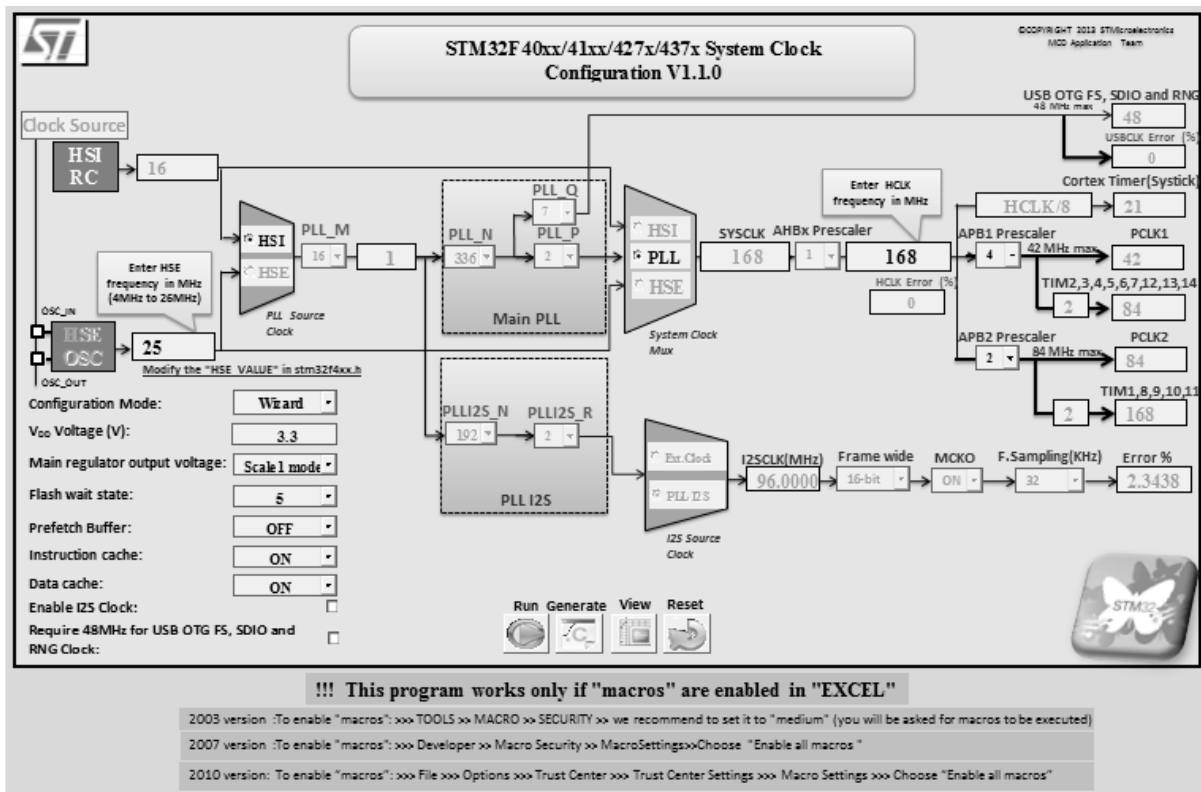 ST
©COPYRIGHT 2013 STMicroelectronics
MCD Application Team
STM32F40xx/41xx/427x/437x System Clock
Configuration V1.1.0
USB OTG FS, SDIO and RNG
48 MHz max
48
USBCLK Error (%)
0
Clock Source
HSI
RC
16
Enter HCLK
frequency in MHz
Cortex Timer(Systick)
HCLK/8
21
PLL_Q
7
PLL_M
16
1
HSI
HSE
PLL Source
Clock
PLL_N
336
PLL_P
2
Main PLL
HSI
PLL
HSE
System Clock
Mux
SYSCLK
168
AHBx Prescaler
1
168
HCLK Error (%)
0
APB1 Prescaler
4
42 MHz max
PCLK1
42
TIM2,3,4,5,6,7,12,13,14
2
84
Enter HSE
frequency in MHz
(4MHz to 26MHz)
OSC_IN
HSE
OSC
OSC_OUT
25
Modify the "HSE VALUE" in stm32f4xx.h
APB2 Prescaler
2
84 MHz max
PCLK2
84
TIM1,8,9,10,11
2
168
Configuration Mode:
Wizard
VDD Voltage (V):
3.3
Main regulator output voltage:
Scale1 mode
Flash wait state:
5
Prefetch Buffer:
OFF
Instruction cache:
ON
Data cache:
ON
Enable I2S Clock:
Require 48MHz for USB OTG FS, SDIO and
RNG Clock:
PLLI2S_N
192
PLLI2S_R
2
PLL I2S
Ext.Clock
PLL I2S
I2S Source
Clock
I2SCLK(MHz)
96.0000
Frame wide
16-bit
MCKO
ON
F.Sampling(KHz)
32
Error %
2.3438
Run Generate View Reset
STM32
!!! This program works only if "macros" are enabled in "EXCEL"
2003 version :To enable "macros": >>> TOOLS >> MACRO >> SECURITY >> we recommend to set it to "medium" (you will be asked for macros to be executed)
2007 version :To enable "macros": >>> Developer >> Macro Security >> MacroSettings>>Choose "Enable all macros "
2010 version: To enable "macros": >>> File >>> Options >>> Trust Center >>> Trust Center Settings >>> Macro Settings >>> Choose "Enable all macros"